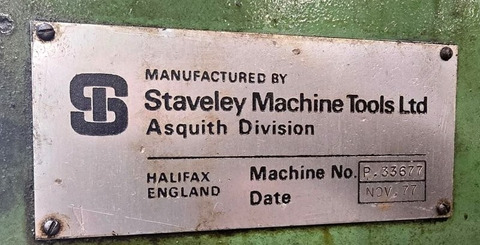 MANUFACTURED BY
Staveley Machine Tools Ltd
Asquith Division
HALIFAX
ENGLAND
Machine No. P.33677
Date NOV.77